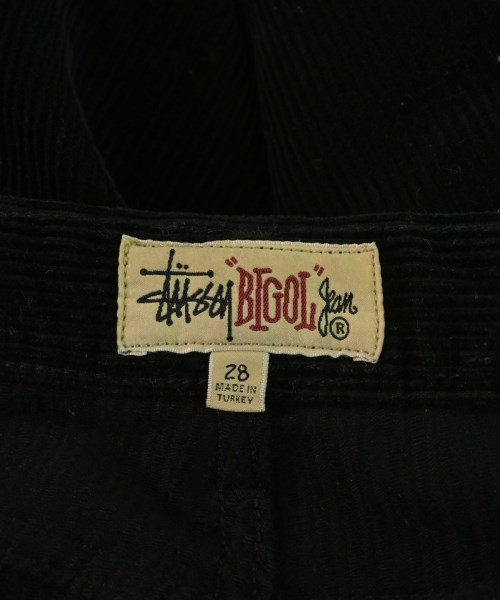 Stüssy "BIGOL" Jean ®
28
MADE IN
TURKEY